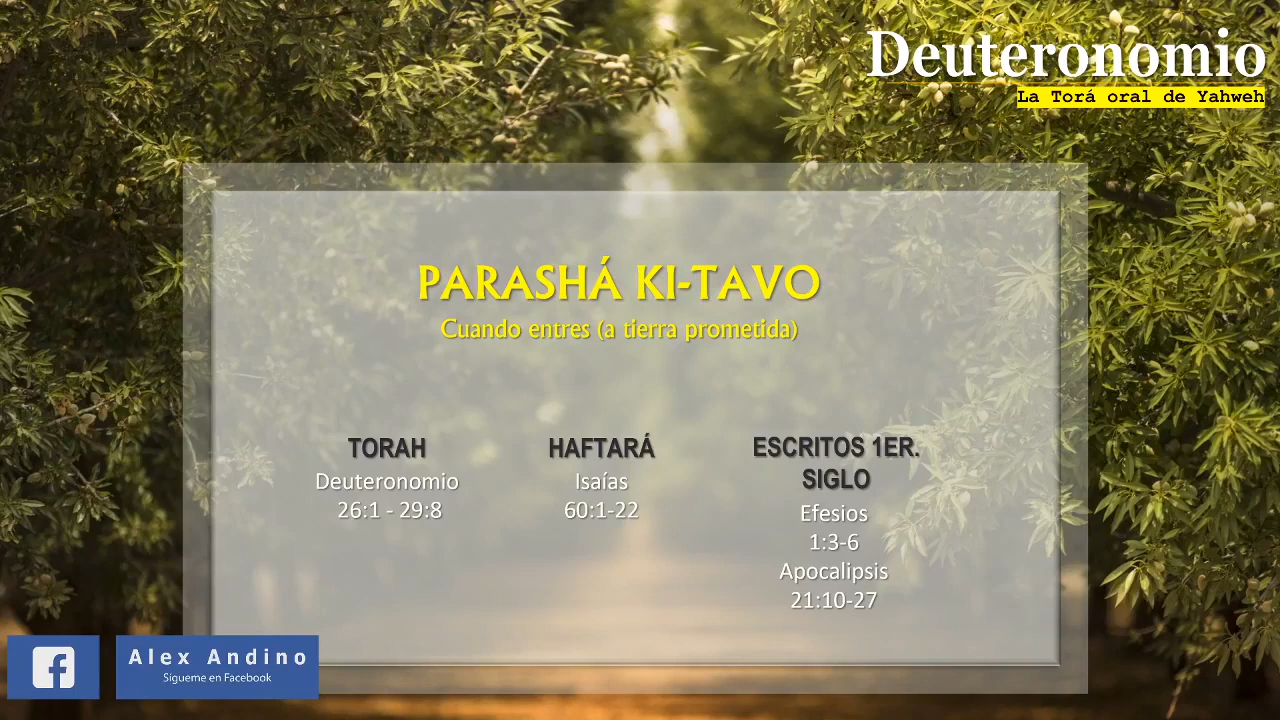 Deuteronomio
La Torá oral de Yahweh
PARASHÁ KI-TAVO
Cuando entres (a tierra prometida)
TORAH
Deuteronomio
26:1 - 29:8
HAFTARÁ
Isaías
60:1-22
ESCRITOS 1ER.
SIGLO
Efesios
1:3-6
Apocalipsis
21:10-27
Alex Andino
Sigueme en Facebook